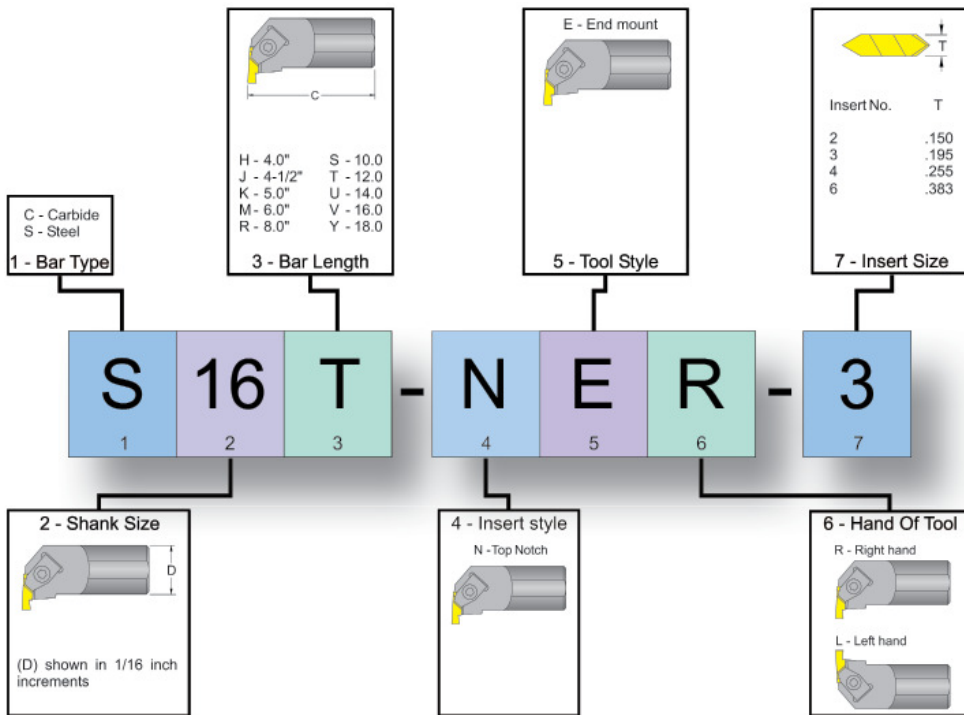 C
H - 4.0" S - 10.0
J - 4-1/2" T - 12.0
K - 5.0" U - 14.0
M - 6.0" V - 16.0
R - 8.0" Y - 18.0
3 - Bar Length
E - End mount
5 - Tool Style
T
Insert No. T
2 .150
3 .195
4 .255
6 .383
7 - Insert Size
C - Carbide
S - Steel
1 - Bar Type
S 16 T - N E R - 3
1 2 3 4 5 6 7
2 - Shank Size
D
(D) shown in 1/16 inch
increments
4 - Insert style
N -Top Notch
6 - Hand Of Tool
R - Right hand
L - Left hand